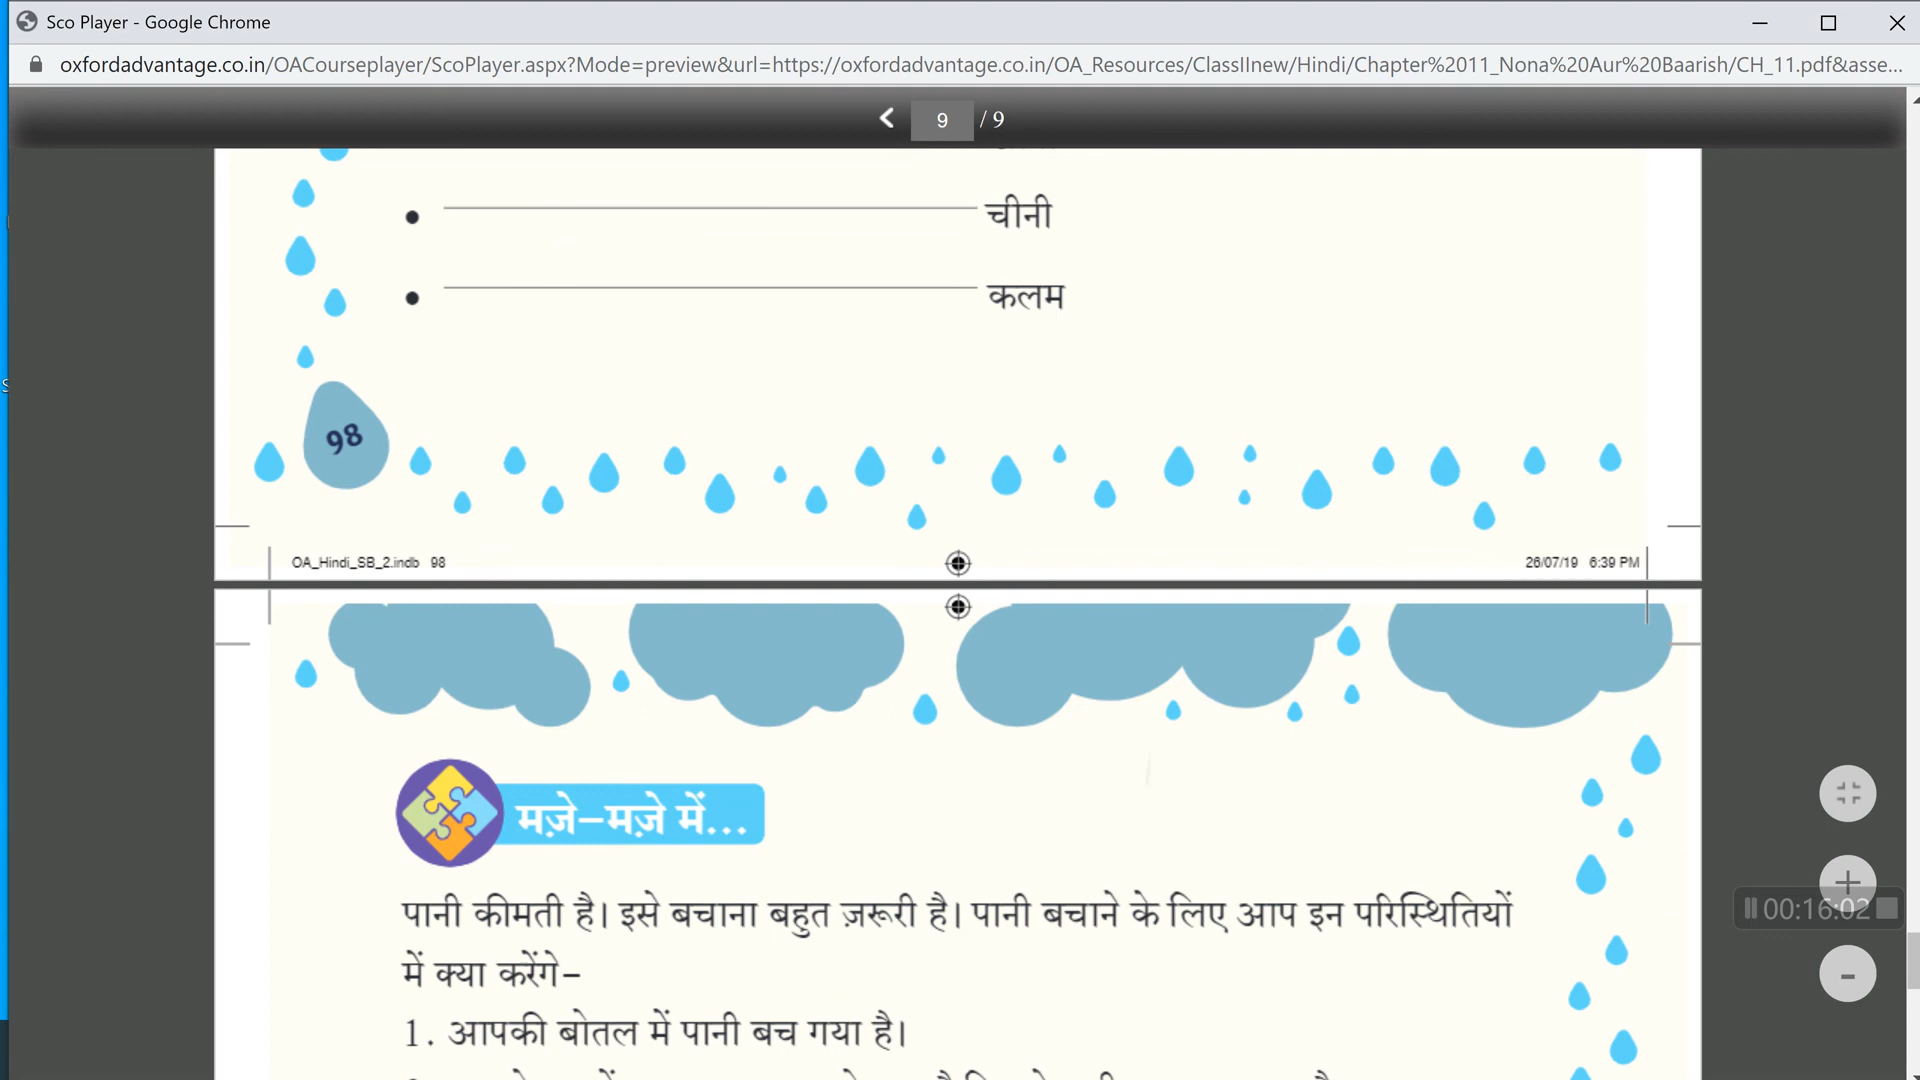 Sco Player - Google Chrome
oxfordadvantage.co.in/OACourseplayer/ScoPlayer.aspx?Mode=preview&url=https://oxfordadvantage.co.in/OA_Resources/ClassIInew/Hindi/Chapter%2011_Nona%20Aur%20Baarish/CH_11.pdf&asse...
9 / 9
• चीनी
• कलम
98
OA_Hindi_SB_2.indb 98 26/07/19 6:39 PM
मज़े–मज़े में...
पानी कीमती है। इसे बचाना बहुत ज़रूरी है। पानी बचाने के लिए आप इन परिस्थितियों
में क्या करेंगे–
00:16:02
1. आपकी बोतल में पानी बच गया है।